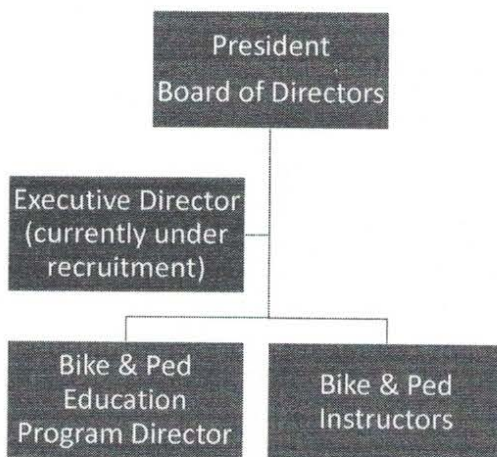 President
Board of Directors
Executive Director
(currently under
recruitment)
Bike & Ped
Education
Program Director
Bike & Ped
Instructors